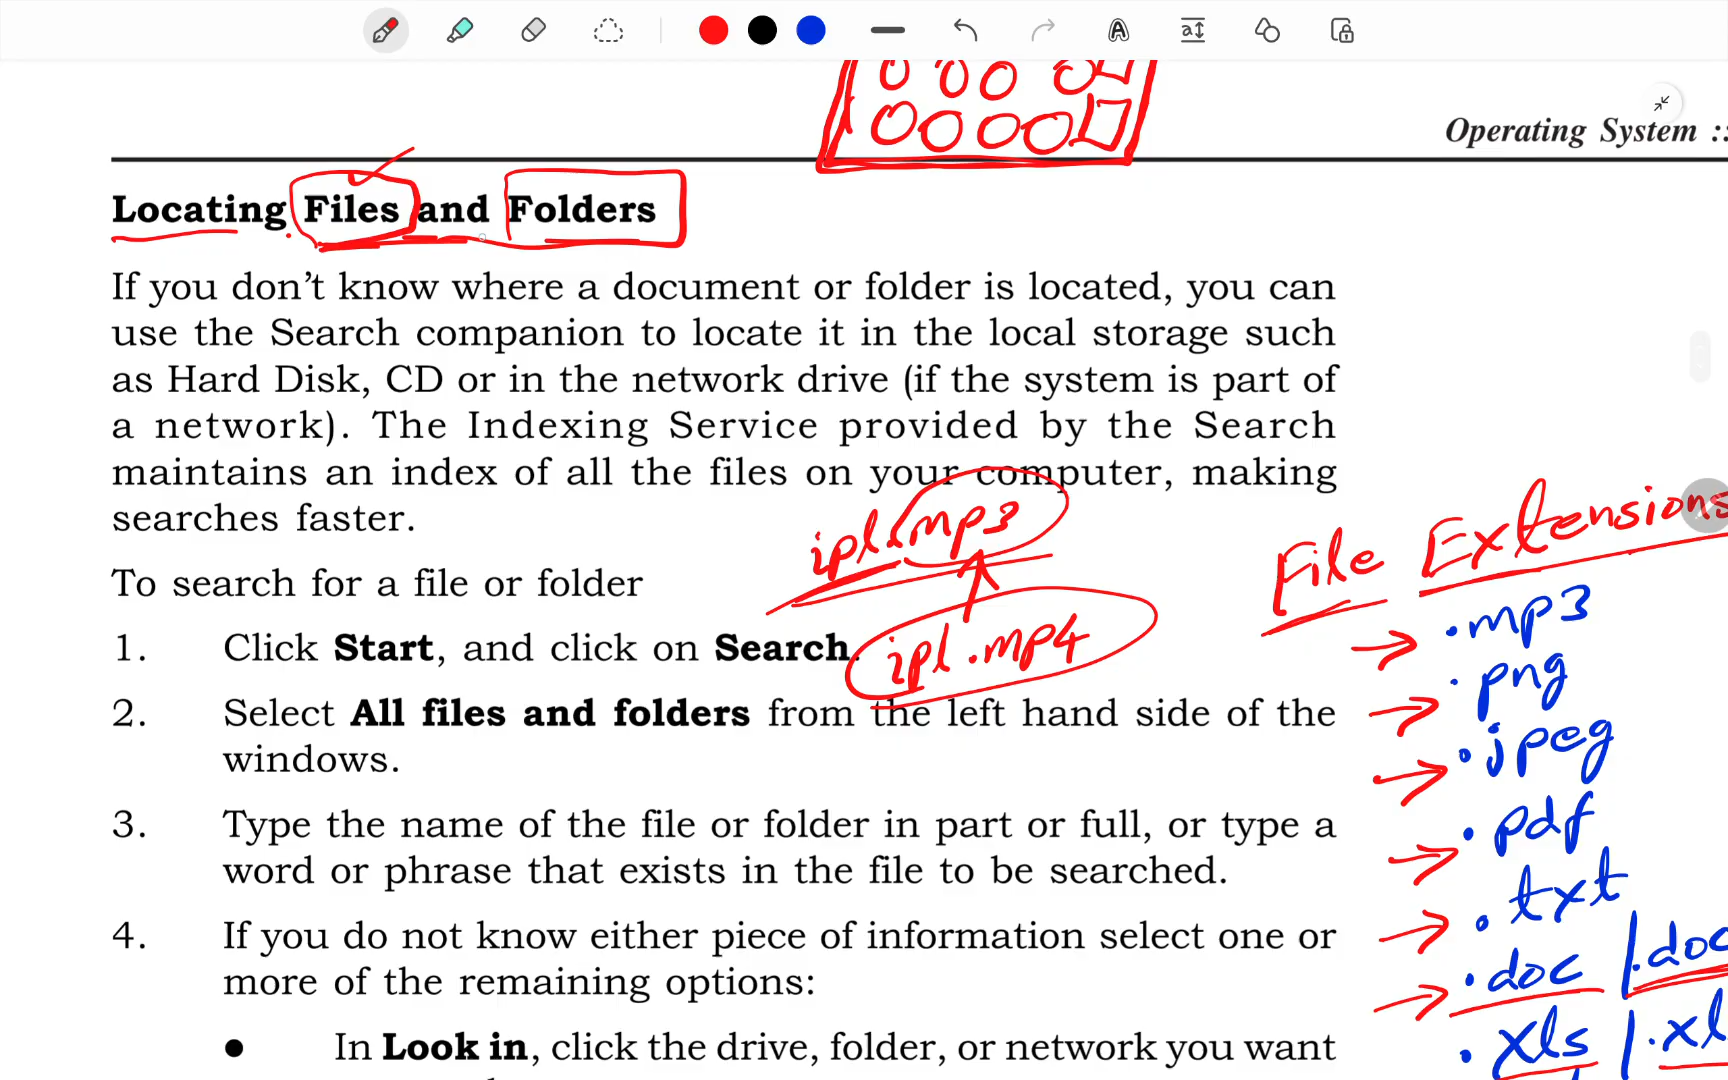 Operating System ::
Locating Files and Folders
If you don’t know where a document or folder is located, you can
use the Search companion to locate it in the local storage such
as Hard Disk, CD or in the network drive (if the system is part of
a network). The Indexing Service provided by the Search
maintains an index of all the files on your computer, making
searches faster.
ipl.mp3
To search for a file or folder
1. Click Start, and click on Search.
ipl.mp4
2. Select All files and folders from the left hand side of the
windows.
3. Type the name of the file or folder in part or full, or type a
word or phrase that exists in the file to be searched.
4. If you do not know either piece of information select one or
more of the remaining options:
● In Look in, click the drive, folder, or network you want
File Extensions
→ .mp3
→ .png
→ .jpeg
→ .pdf
→ .txt
→ .doc | .doc
.xls | .xl